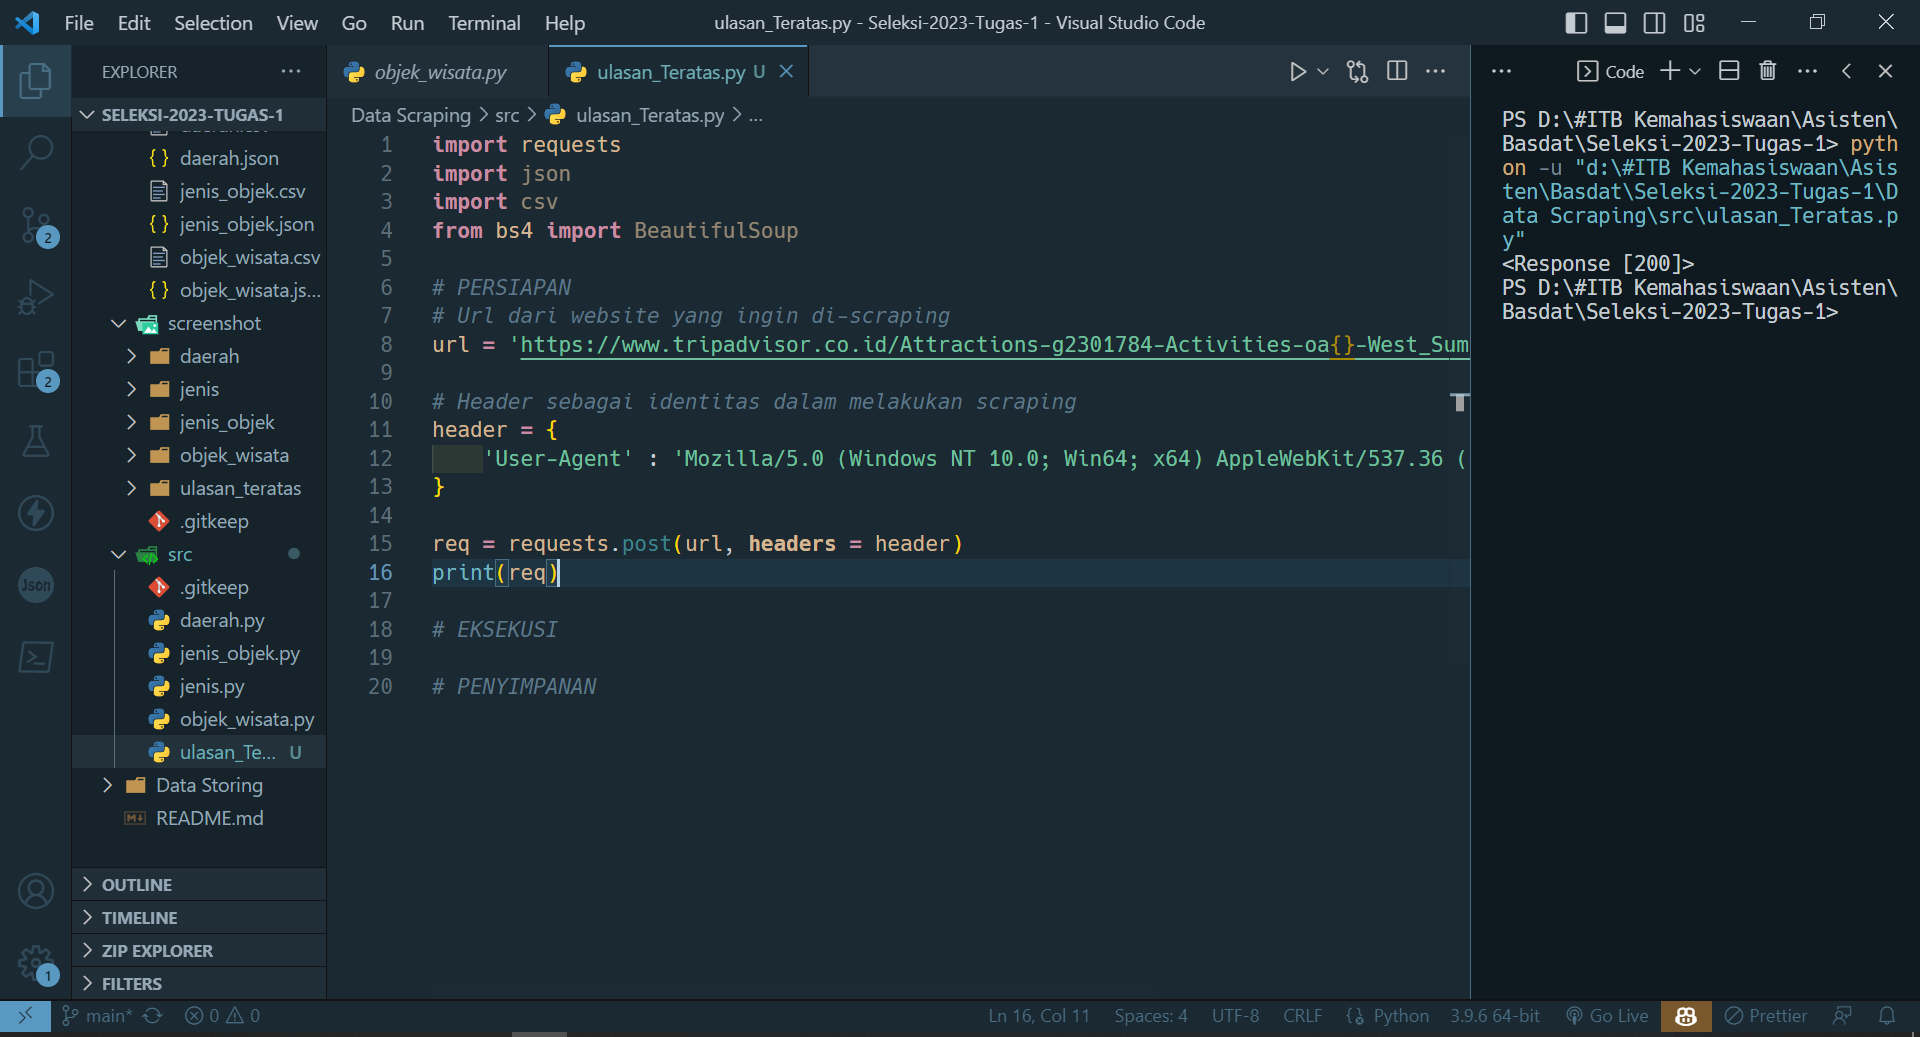 File Edit Selection View Go Run Terminal Help
ulasan_Teratas.py - Seleksi-2023-Tugas-1 - Visual Studio Code
EXPLORER
SELEKSI-2023-TUGAS-1
daerah.json
jenis_objek.csv
jenis_objek.json
objek_wisata.csv
objek_wisata.js...
screenshot
daerah
jenis
jenis_objek
objek_wisata
ulasan_teratas
.gitkeep
src
.gitkeep
daerah.py
jenis_objek.py
jenis.py
objek_wisata.py
ulasan_Te... U
Data Storing
README.md
OUTLINE
TIMELINE
ZIP EXPLORER
FILTERS
2
2
Json
1
objek_wisata.py
ulasan_Teratas.py U
Data Scraping > src > ulasan_Teratas.py > ...
1 import requests
2 import json
3 import csv
4 from bs4 import BeautifulSoup
5
6 # PERSIAPAN
7 # Url dari website yang ingin di-scraping
8 url = 'https://www.tripadvisor.co.id/Attractions-g2301784-Activities-oa{}-West_Sum
9
10 # Header sebagai identitas dalam melakukan scraping
11 header = {
12 'User-Agent' : 'Mozilla/5.0 (Windows NT 10.0; Win64; x64) AppleWebKit/537.36 (
13 }
14
15 req = requests.post(url, headers = header)
16 print(req)
17
18 # EKSEKUSI
19
20 # PENYIMPANAN
Code
PS D:\#ITB Kemahasiswaan\Asisten\
Basdat\Seleksi-2023-Tugas-1> pyth
on -u "d:\#ITB Kemahasiswaan\Asis
ten\Basdat\Seleksi-2023-Tugas-1\D
ata Scraping\src\ulasan_Teratas.p
y"
<Response [200]>
PS D:\#ITB Kemahasiswaan\Asisten\
Basdat\Seleksi-2023-Tugas-1>
main* 0 0
Ln 16, Col 11 Spaces: 4 UTF-8 CRLF Python 3.9.6 64-bit Go Live Prettier